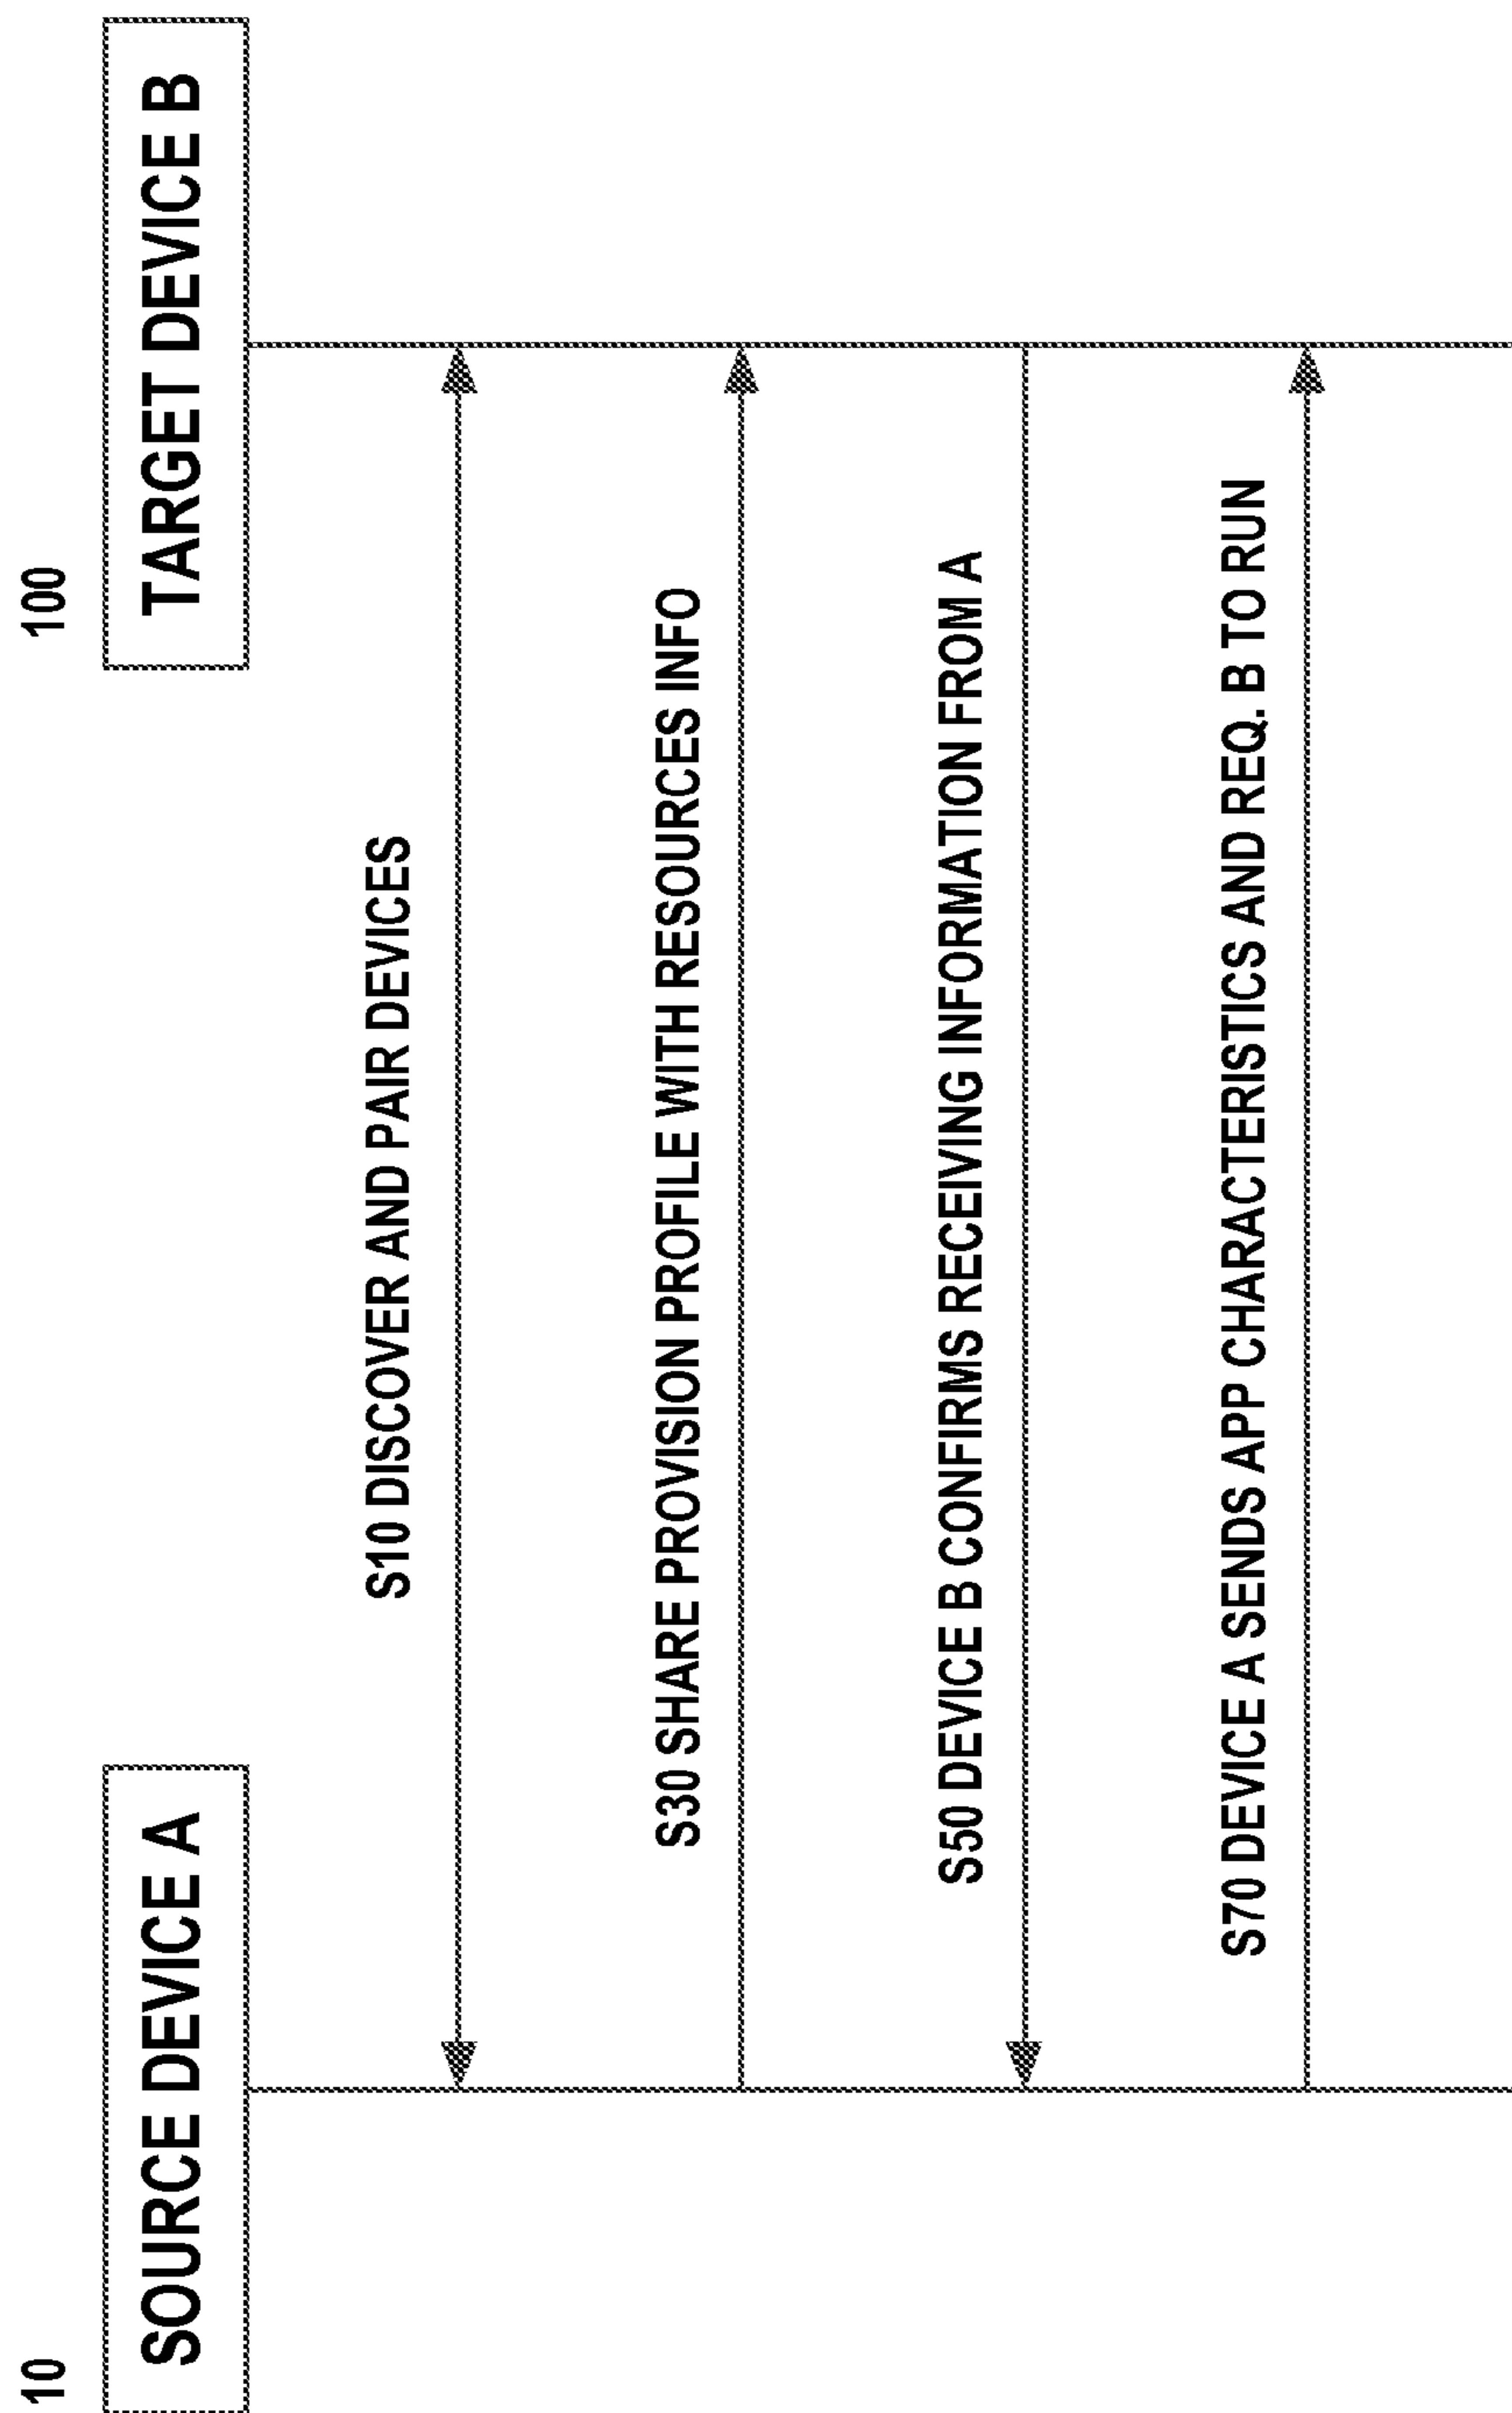 10
100
SOURCE DEVICE A
TARGET DEVICE B
S10 DISCOVER AND PAIR DEVICES
S30 SHARE PROVISION PROFILE WITH RESOURCES INFO
S50 DEVICE B CONFIRMS RECEIVING INFORMATION FROM A
S70 DEVICE A SENDS APP CHARACTERISTICS AND REQ. B TO RUN